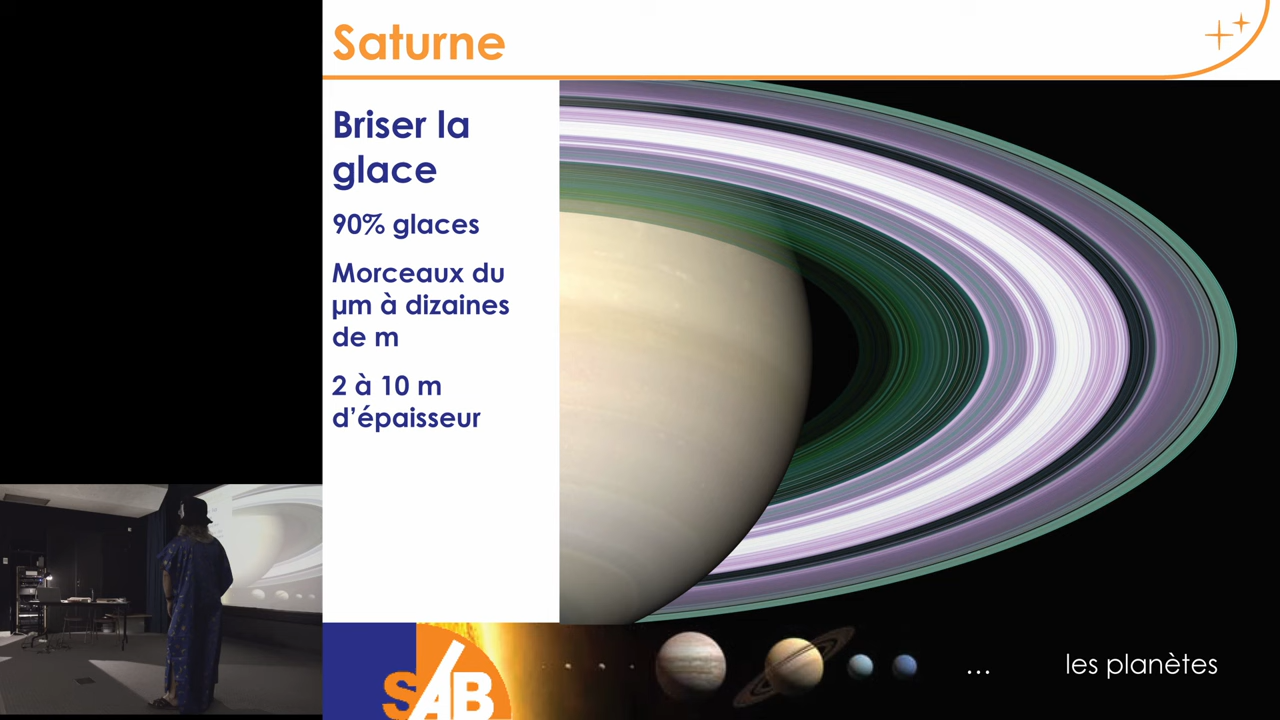 Saturne
Briser la
glace
90% glaces
Morceaux du
µm à dizaines
de m
2 à 10 m
d’épaisseur
SAB
...
les planètes